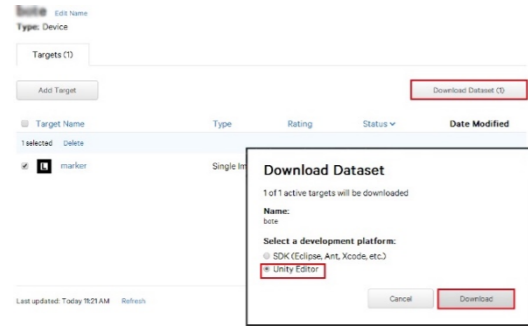 Edit Name
Type: Device
Targets (1)
Add Target
Download Dataset (1)
Target Name Type Rating Status Date Modified
1 selected Delete
L marker Single Im
Download Dataset
1 of 1 active targets will be downloaded
Name:
bote
Select a development platform:
SDK (Eclipse, Ant, Xcode, etc.)
Unity Editor
Cancel Download
Last updated: Today 11:21 AM Refresh